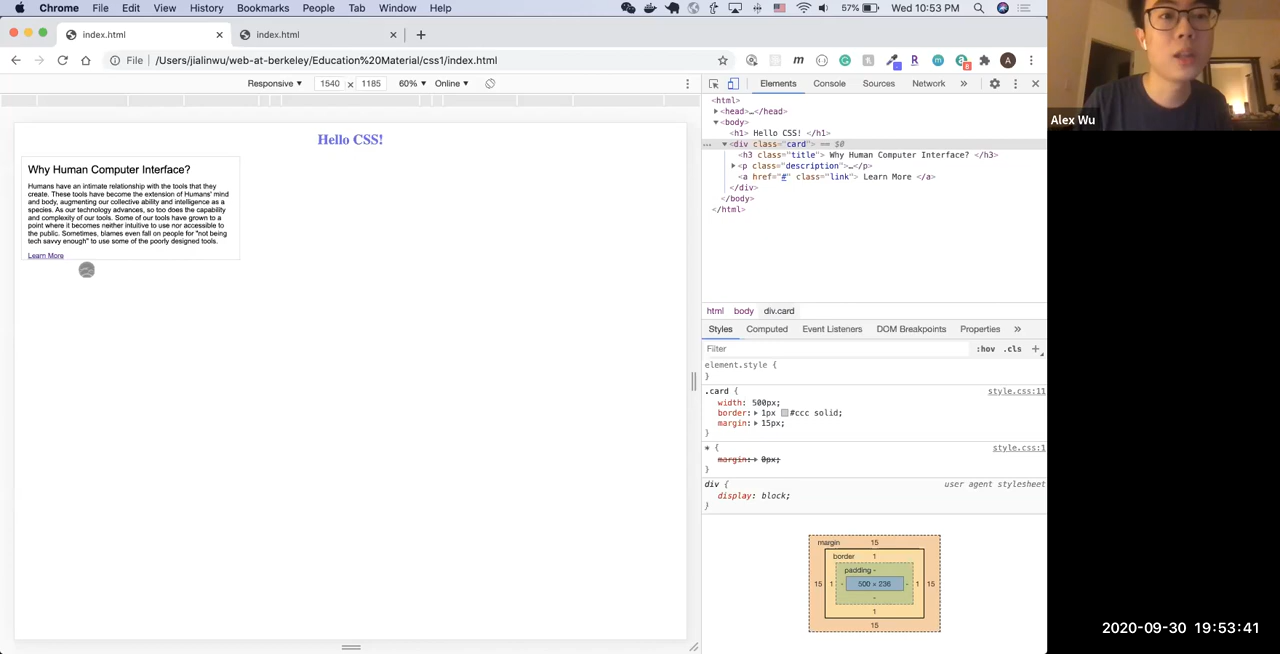 Chrome File Edit View History Bookmarks People Tab Window Help 57% Wed 10:53 PM
index.html
index.html
File /Users/jialinwu/web-at-berkeley/Education%20Material/css1/index.html
Responsive 1540 x 1185 60% Online
Elements Console Sources Network
Hello CSS!
Why Human Computer Interface?
Humans have an intimate relationship with the tools that they
create. These tools have become the extension of Humans' mind
and body, augmenting our collective ability and intelligence as a
species. As our technology advances, so too does the capability
and complexity of our tools. Some of our tools have grown to a
point where it becomes neither intuitive to use nor accessible to
the public. Sometimes, blames even fall on people for "not being
tech savvy enough" to use some of the poorly designed tools.
Learn More
<html>
<head>…</head>
<body>
<h1> Hello CSS! </h1>
<div class="card"> == $0
<h3 class="title"> Why Human Computer Interface? </h3>
<p class="description">…</p>
<a href="#" class="link"> Learn More </a>
</div>
</body>
</html>
html body div.card
Styles Computed Event Listeners DOM Breakpoints Properties
Filter :hov .cls
element.style {
}
.card { style.css:11
width: 500px;
border: 1px #ccc solid;
margin: 15px;
}
* { style.css:1
margin: 0px;
}
div { user agent stylesheet
display: block;
}
margin 15
border 1
padding -
15 1 - 500 × 236 - 1 15
-
1
15
Alex Wu
2020-09-30 19:53:41